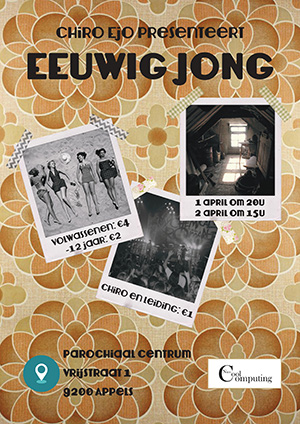 CHIRO EJO PRESENTEERT
EEUWIG JONG
1 APRIL OM 20U
2 APRIL OM 15U
VOLWASSENEN: €4
-12 JAAR: €2
CHIRO EN LEIDING: €1
PAROCHIAAL CENTRUM
VRIJSTRAAT 1
9200 APPELS
Cool
Computing